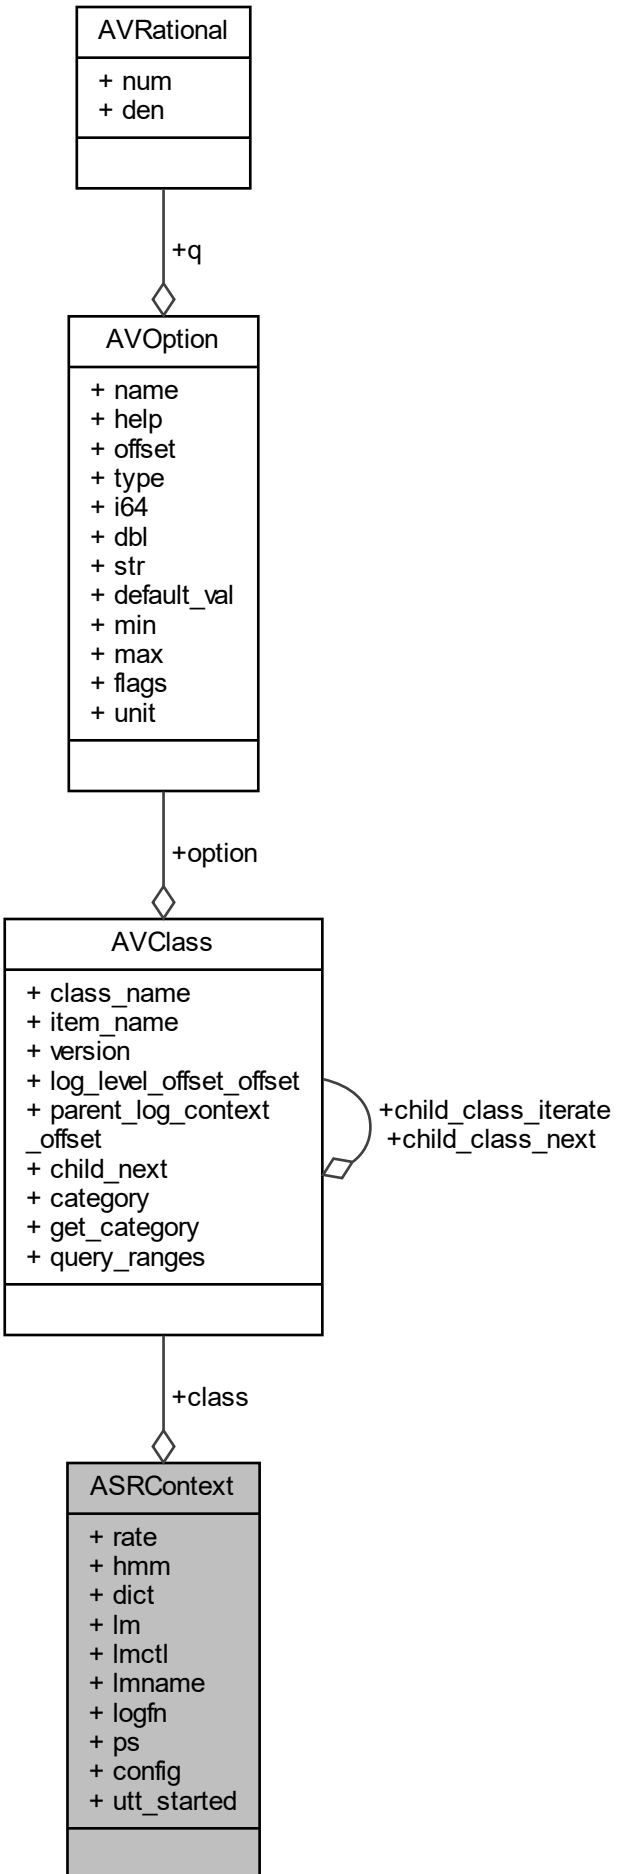 AVRational
+ num
+ den
+q
AVOption
+ name
+ help
+ offset
+ type
+ i64
+ dbl
+ str
+ default_val
+ min
+ max
+ flags
+ unit
+option
AVClass
+ class_name
+ item_name
+ version
+ log_level_offset_offset
+ parent_log_context
_offset
+ child_next
+ category
+ get_category
+ query_ranges
+child_class_iterate
+child_class_next
+class
ASRContext
+ rate
+ hmm
+ dict
+ lm
+ lmctl
+ lmname
+ logfn
+ ps
+ config
+ utt_started